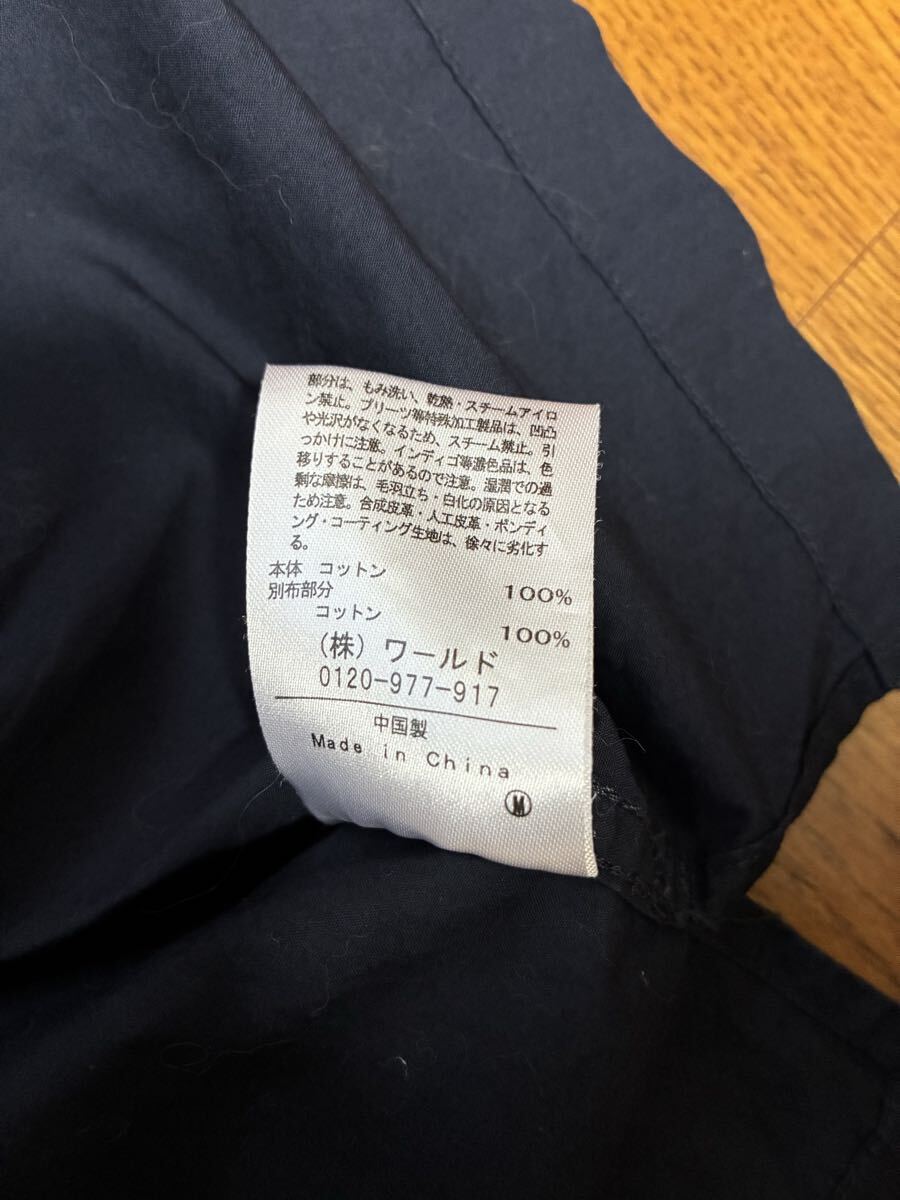 部分は、もみ洗い、乾熱・スチームアイロ
ン禁止。プリーツ等特殊加工製品は、凹凸
や光沢がなくなるため、スチーム禁止。引
っかけに注意。インディゴ等濃色品は、色
移りすることがあるので注意。湿潤での過
剰な摩擦は、毛羽立ち・白化の原因となる
ため注意。合成皮革・人工皮革・ボンディ
ング・コーティング生地は、徐々に劣化す
る。
本体 コットン 100%
別布部分
コットン 100%
(株)ワールド
0120-977-917
中国製
Made in China
Ⓜ